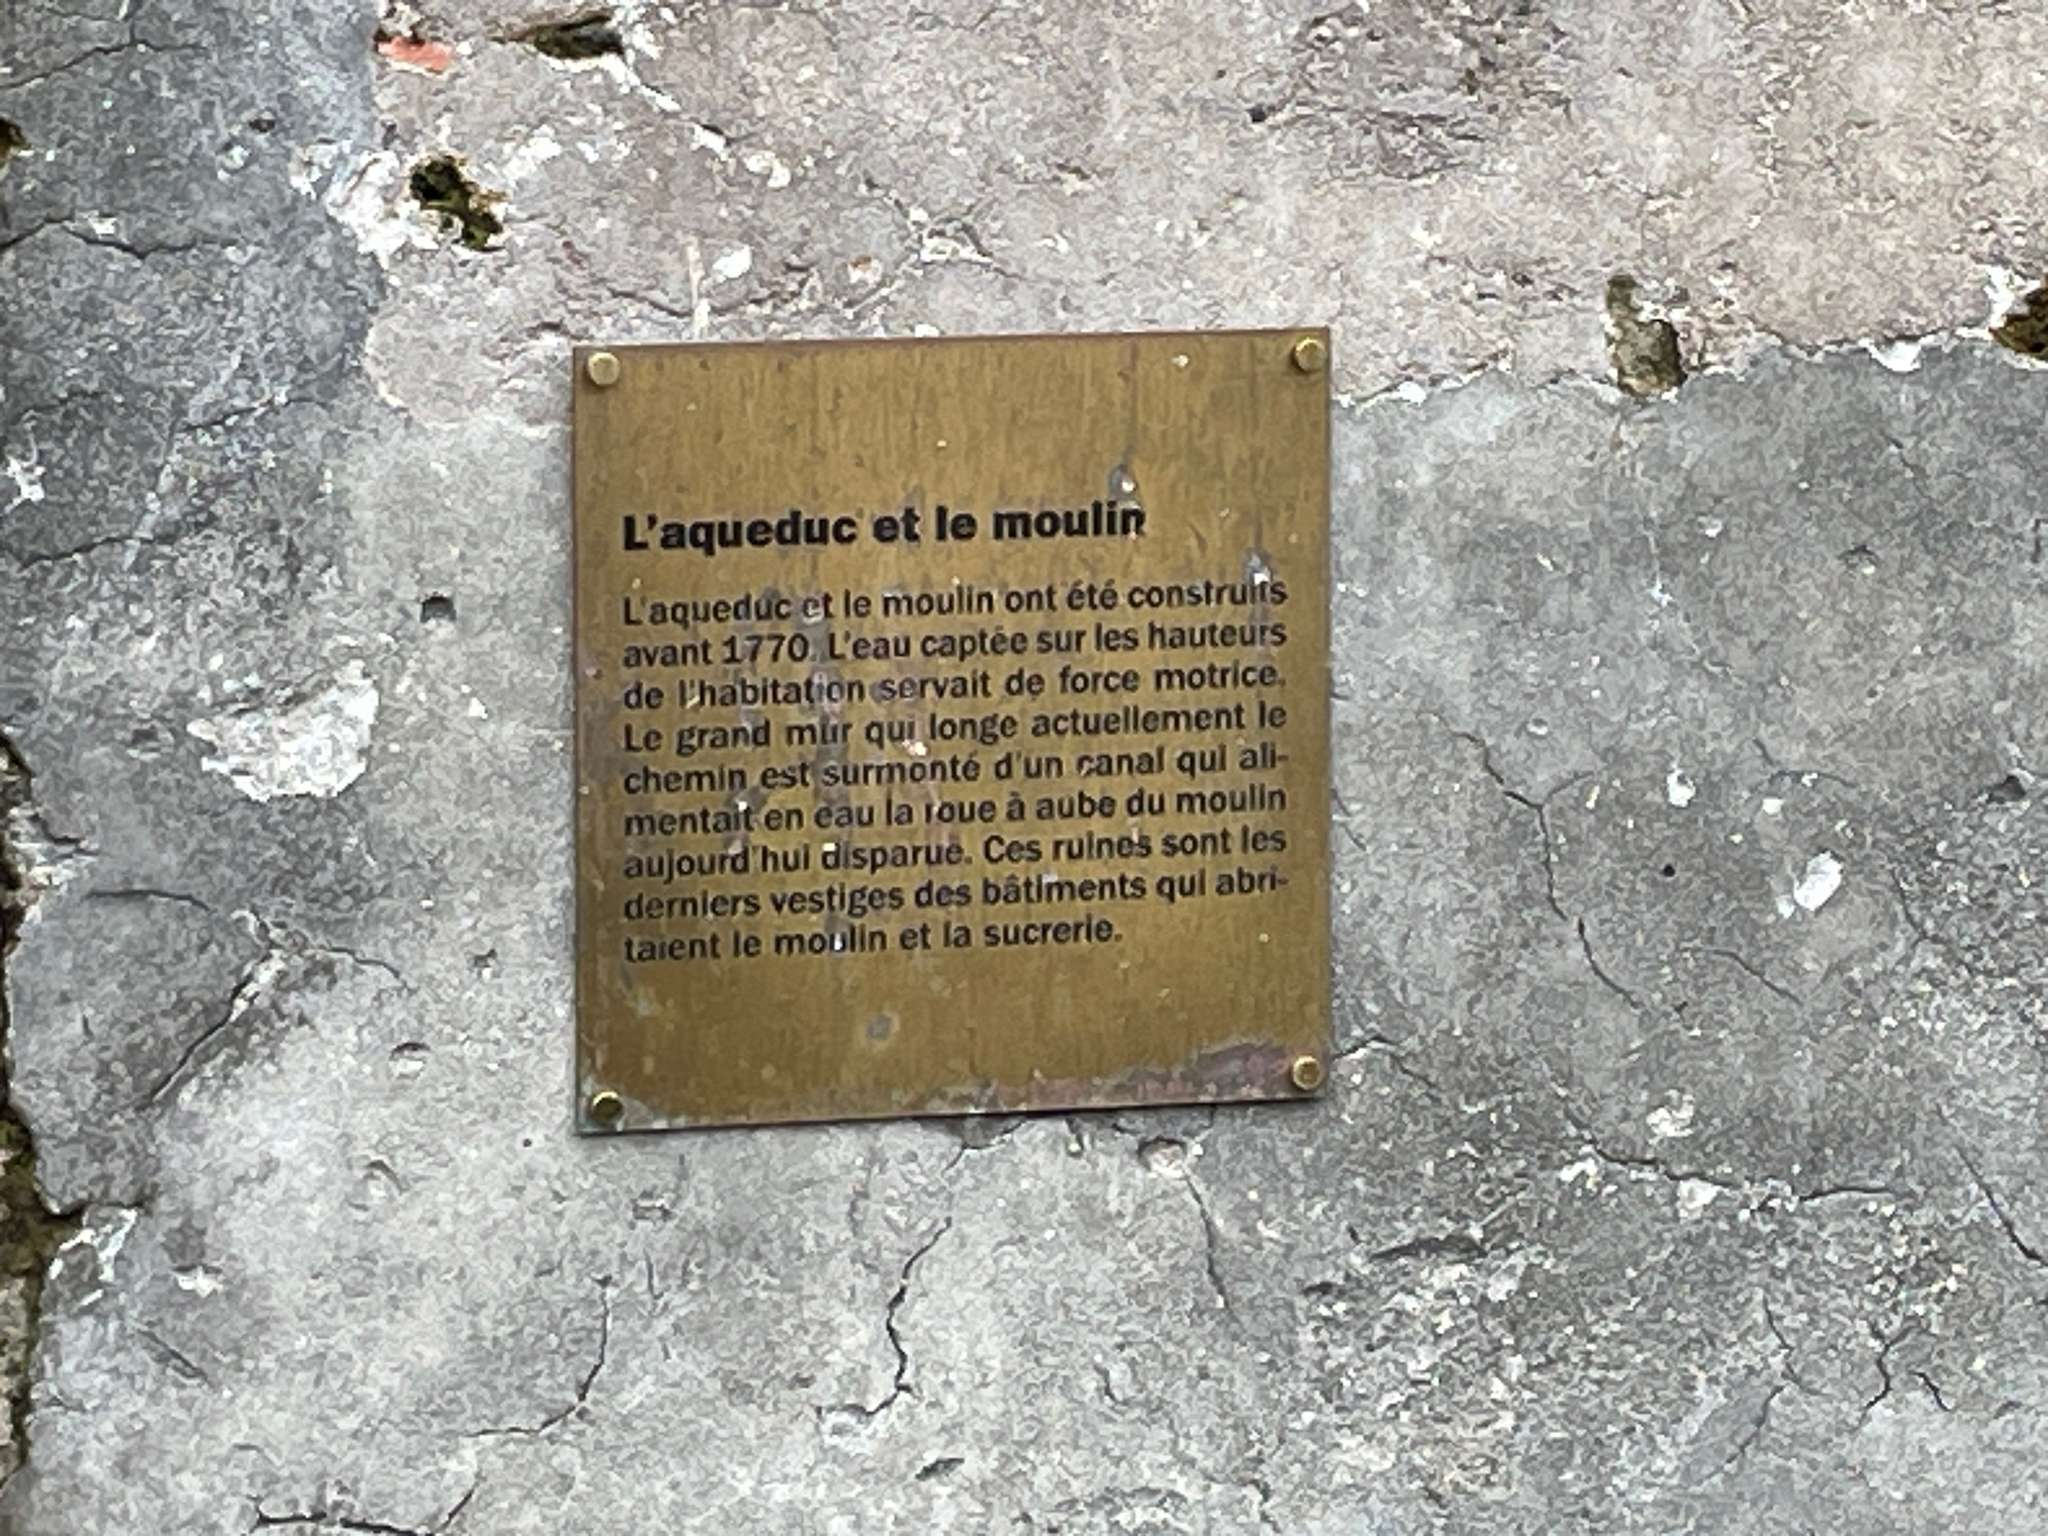 L'aqueduc et le moulin
L'aqueduc et le moulin ont été construits
avant 1770. L'eau captée sur les hauteurs
de l'habitation servait de force motrice.
Le grand mur qui longe actuellement le
chemin est surmonté d'un canal qui ali-
mentait en eau la roue à aube du moulin
aujourd'hui disparue. Ces ruines sont les
derniers vestiges des bâtiments qui abri-
taient le moulin et la sucrerie.